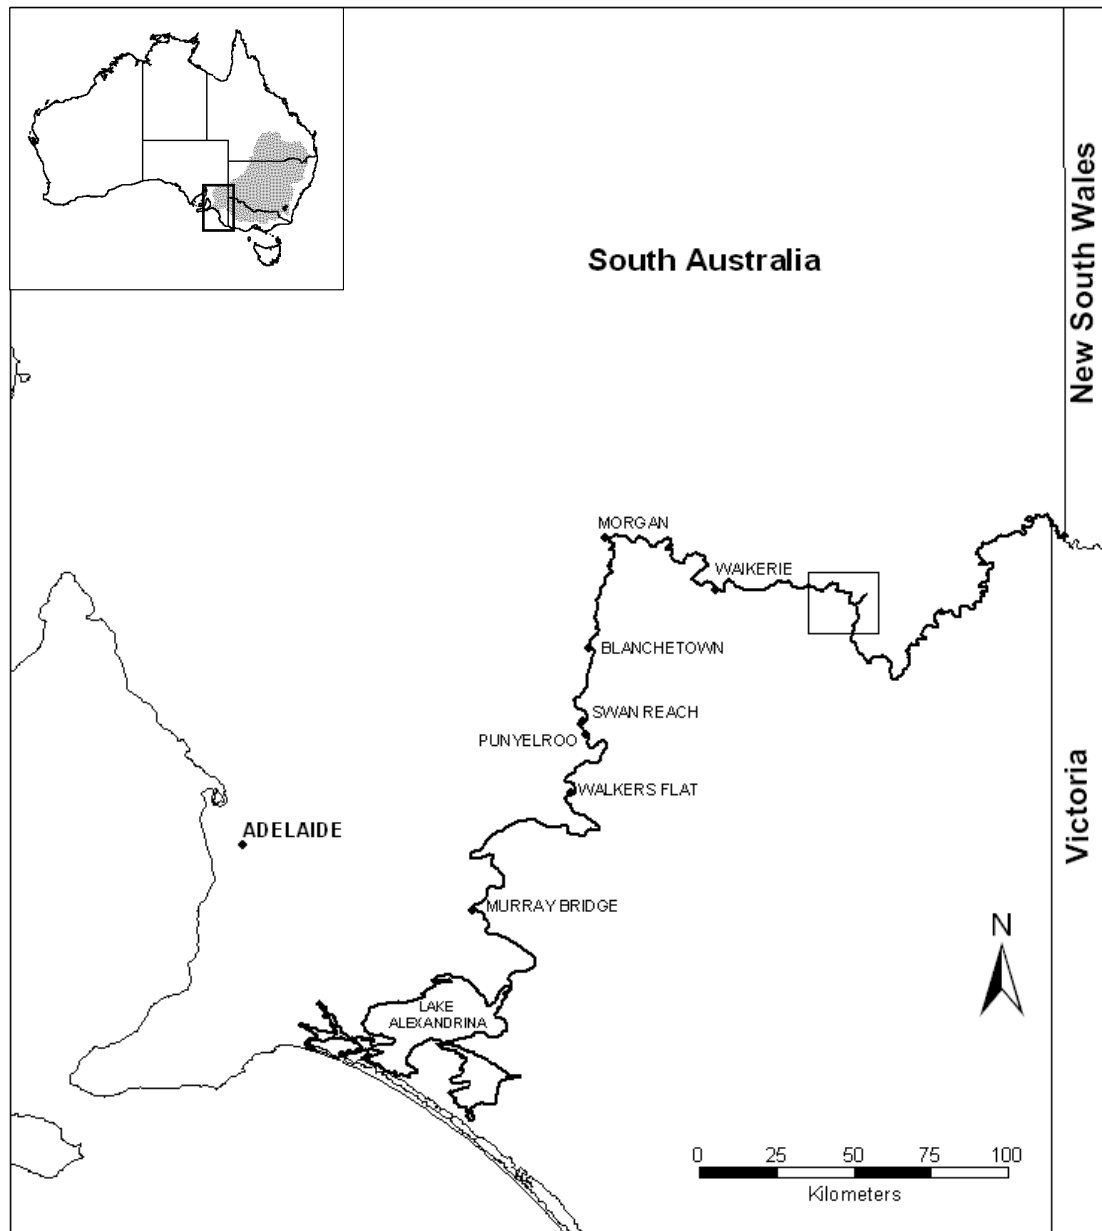 South Australia
New South Wales
MORGAN
WAIKERIE
BLANCHETOWN
SWAN REACH
PUNYELROO
WALKERS FLAT
ADELAIDE
Victoria
MURRAY BRIDGE
N
LAKE
ALEXANDRINA
0 25 50 75 100
Kilometers